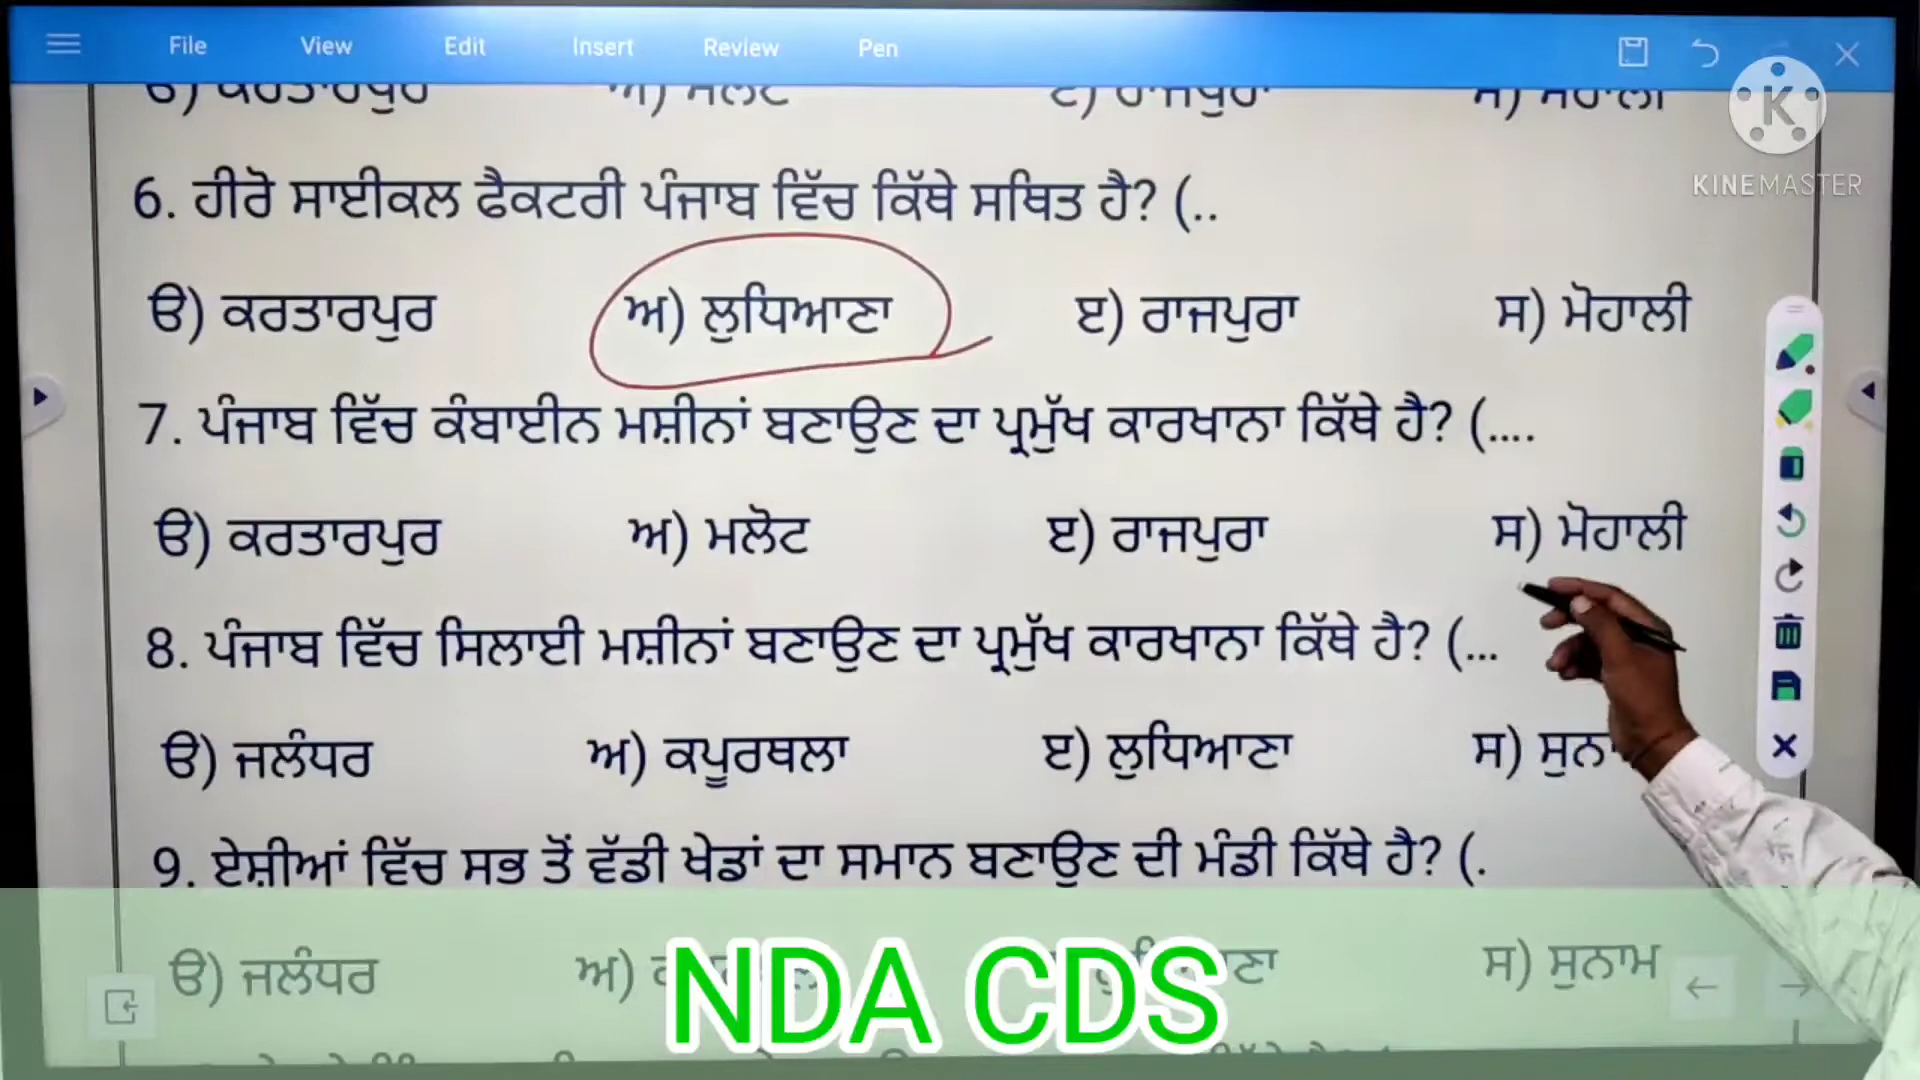 File View Edit Insert Review Pen
KINEMASTER
6. ਹੀਰੋ ਸਾਈਕਲ ਫੈਕਟਰੀ ਪੰਜਾਬ ਵਿੱਚ ਕਿੱਥੇ ਸਥਿਤ ਹੈ? (..
ੳ) ਕਰਤਾਰਪੁਰ ਅ) ਲੁਧਿਆਣਾ ੲ) ਰਾਜਪੁਰਾ ਸ) ਮੋਹਾਲੀ
7. ਪੰਜਾਬ ਵਿੱਚ ਕੰਬਾਈਨ ਮਸ਼ੀਨਾਂ ਬਣਾਉਣ ਦਾ ਪ੍ਰਮੁੱਖ ਕਾਰਖਾਨਾ ਕਿੱਥੇ ਹੈ? (....
ੳ) ਕਰਤਾਰਪੁਰ ਅ) ਮਲੋਟ ੲ) ਰਾਜਪੁਰਾ ਸ) ਮੋਹਾਲੀ
8. ਪੰਜਾਬ ਵਿੱਚ ਸਿਲਾਈ ਮਸ਼ੀਨਾਂ ਬਣਾਉਣ ਦਾ ਪ੍ਰਮੁੱਖ ਕਾਰਖਾਨਾ ਕਿੱਥੇ ਹੈ? (...
ੳ) ਜਲੰਧਰ ਅ) ਕਪੂਰਥਲਾ ੲ) ਲੁਧਿਆਣਾ ਸ)
9. ਏਸ਼ੀਆਂ ਵਿੱਚ ਸਭ ਤੋਂ ਵੱਡੀ ਖੇਡਾਂ ਦਾ ਸਮਾਨ ਬਣਾਉਣ ਦੀ ਮੰਡੀ ਕਿੱਥੇ ਹੈ? (.
ੳ) ਜਲੰਧਰ ਅ) ਸ) ਸੁਨਾਮ
NDA CDS